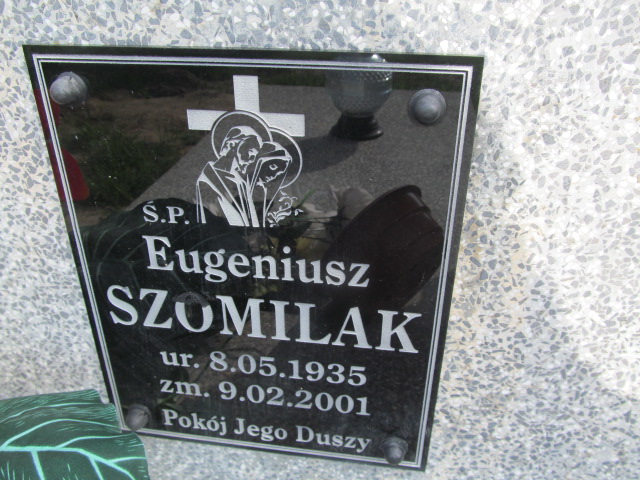 Ś.P.
Eugeniusz
SZOMILAK
ur. 8.05.1935
zm. 9.02.2001
Pokój Jego Duszy